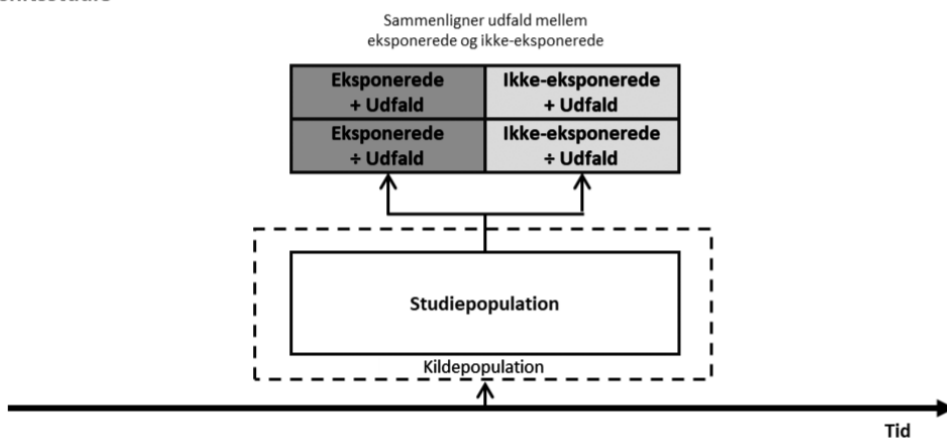 Sammenligner udfald mellem
eksponerede og ikke-eksponerede
Eksponerede
+ Udfald
Ikke-eksponerede
+ Udfald
Eksponerede
÷ Udfald
Ikke-eksponerede
÷ Udfald
Studiepopulation
Kildepopulation
Tid